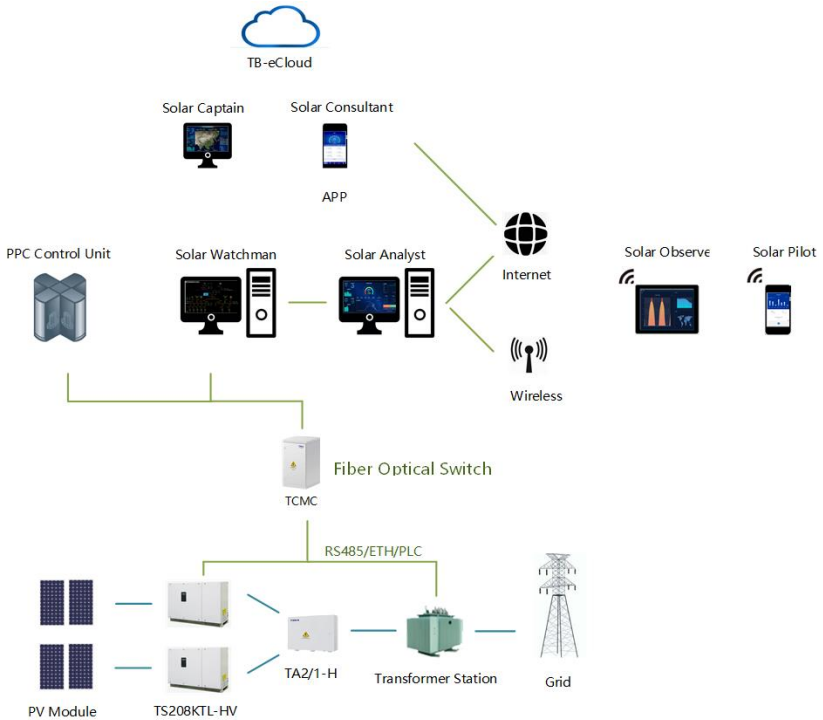 TB-eCloud
Solar Captain
Solar Consultant
APP
PPC Control Unit
Solar Watchman
Solar Analyst
Internet
Solar Observe
Solar Pilot
Wireless
Fiber Optical Switch
TCMC
RS485/ETH/PLC
TA2/1-H
Transformer Station
Grid
PV Module
TS208KTL-HV